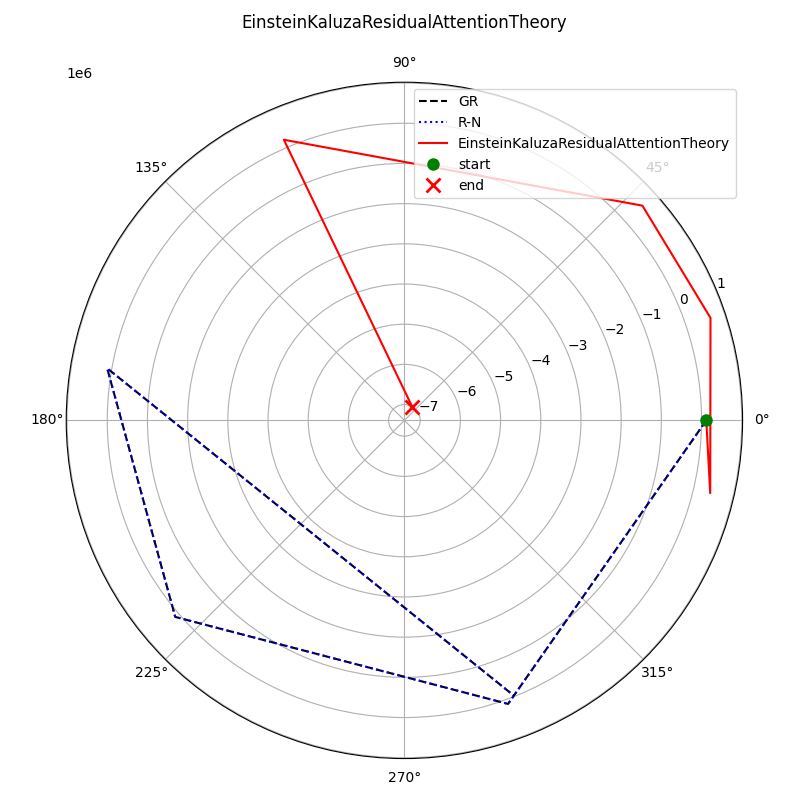 EinsteinKaluzaResidualAttentionTheory
1e6
90°
GR
R-N
EinsteinKaluzaResidualAttentionTheory
start
end
135°
45°
1
0
−1
−2
−3
−4
−5
−6
−7
180°
0°
225°
315°
270°